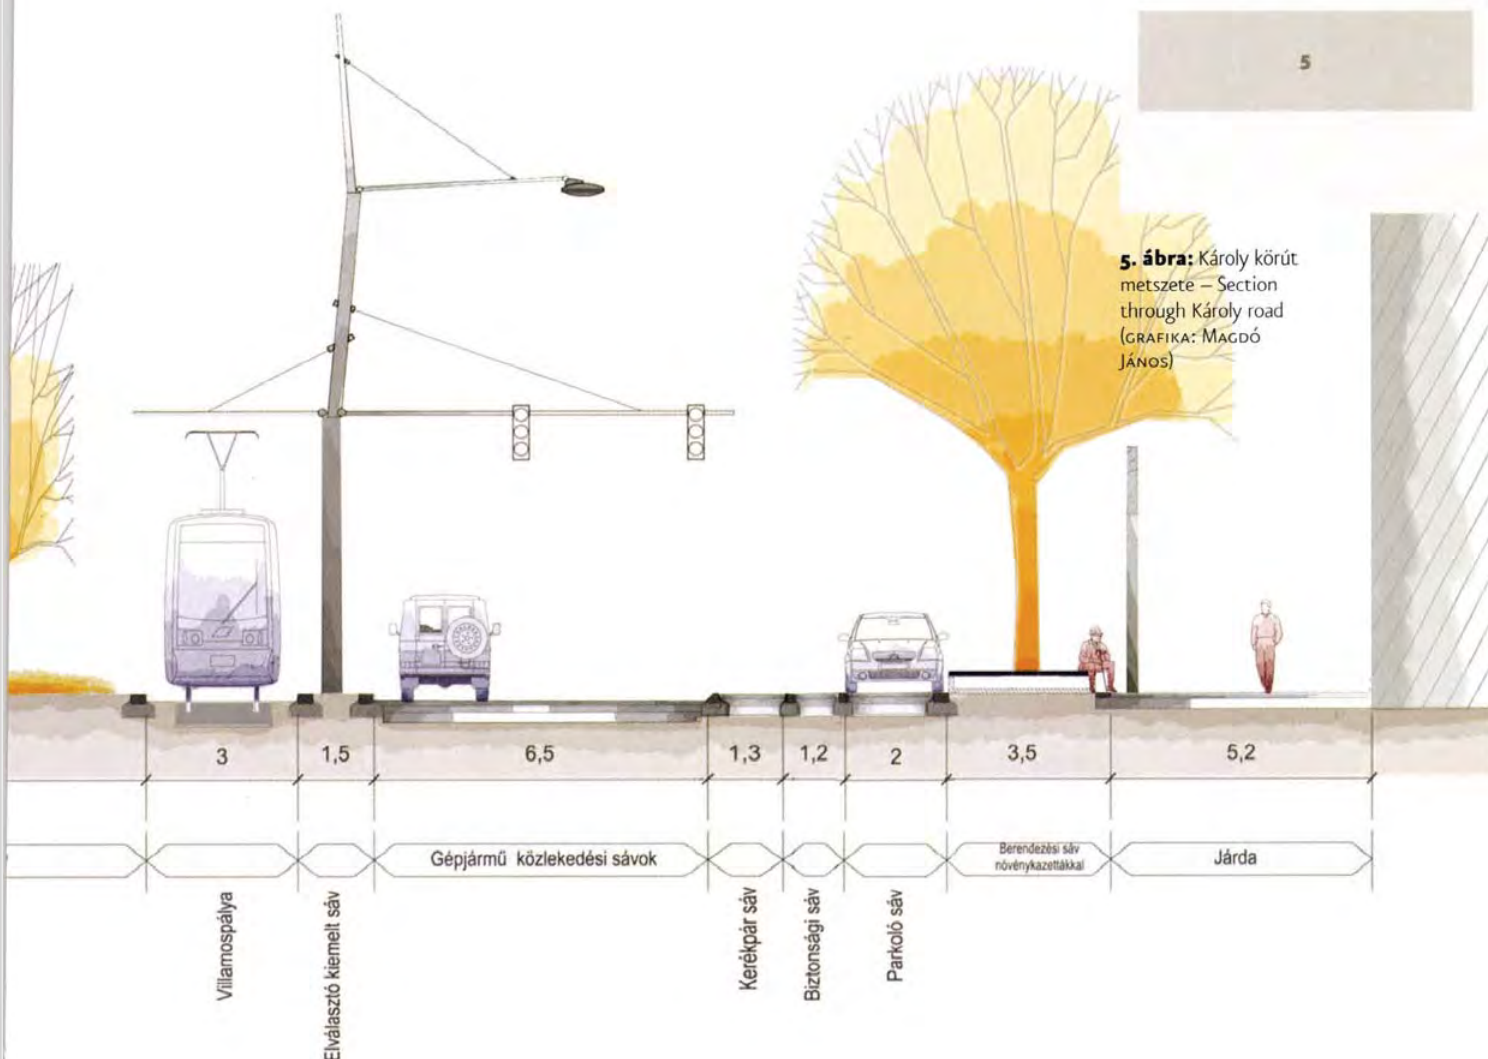 5
5. ábra: Károly körút
metszete – Section
through Károly road
(GRAFIKA: MAGDÓ
JÁNOS)
3
1,5
6,5
1,3
1,2
2
3,5
5,2
Villamospálya
Elválasztó kiemelt sáv
Gépjármű közlekedési sávok
Kerékpár sáv
Biztonsági sáv
Parkoló sáv
Berendezési sáv
növénykazettákkal
Járda